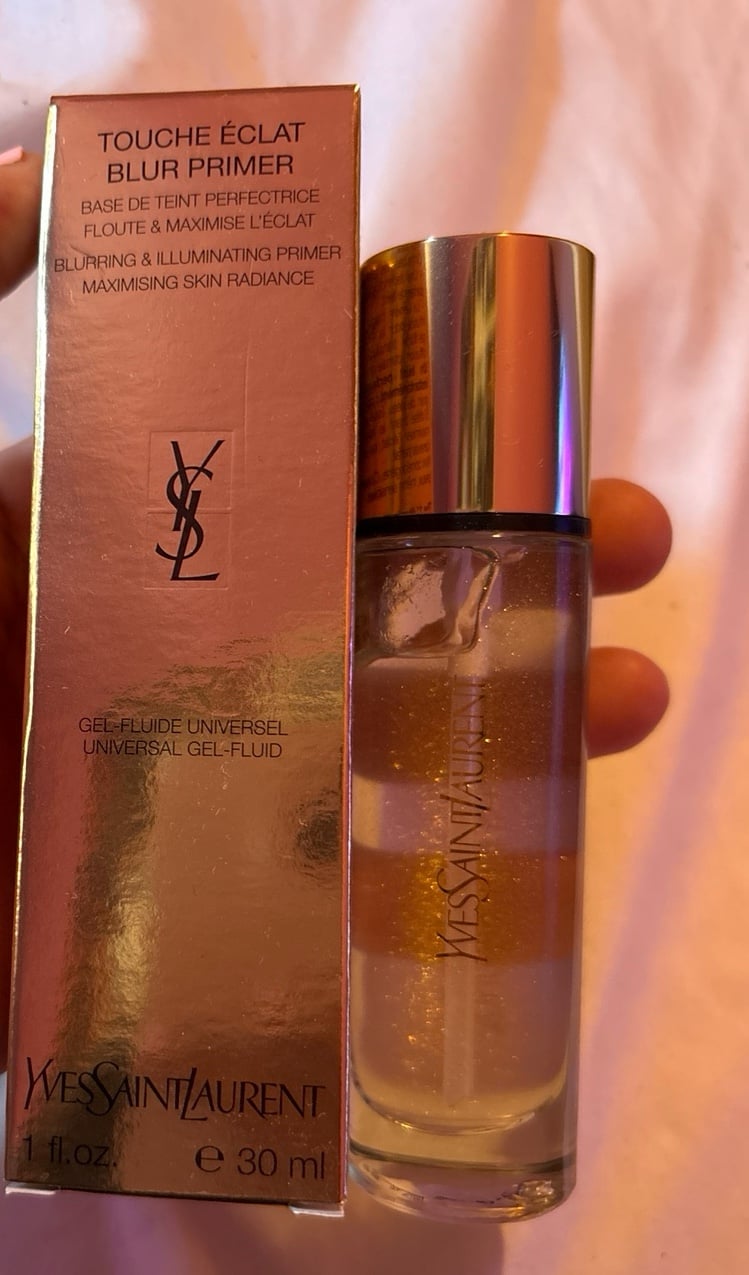 TOUCHE ÉCLAT
BLUR PRIMER
BASE DE TEINT PERFECTRICE
FLOUTE & MAXIMISE L'ÉCLAT
BLURRING & ILLUMINATING PRIMER
MAXIMISING SKIN RADIANCE
YSL
GEL-FLUIDE UNIVERSEL
UNIVERSAL GEL-FLUID
YVESSAINTLAURENT
1 fl.oz. e 30 ml
YVESSAINTLAURENT